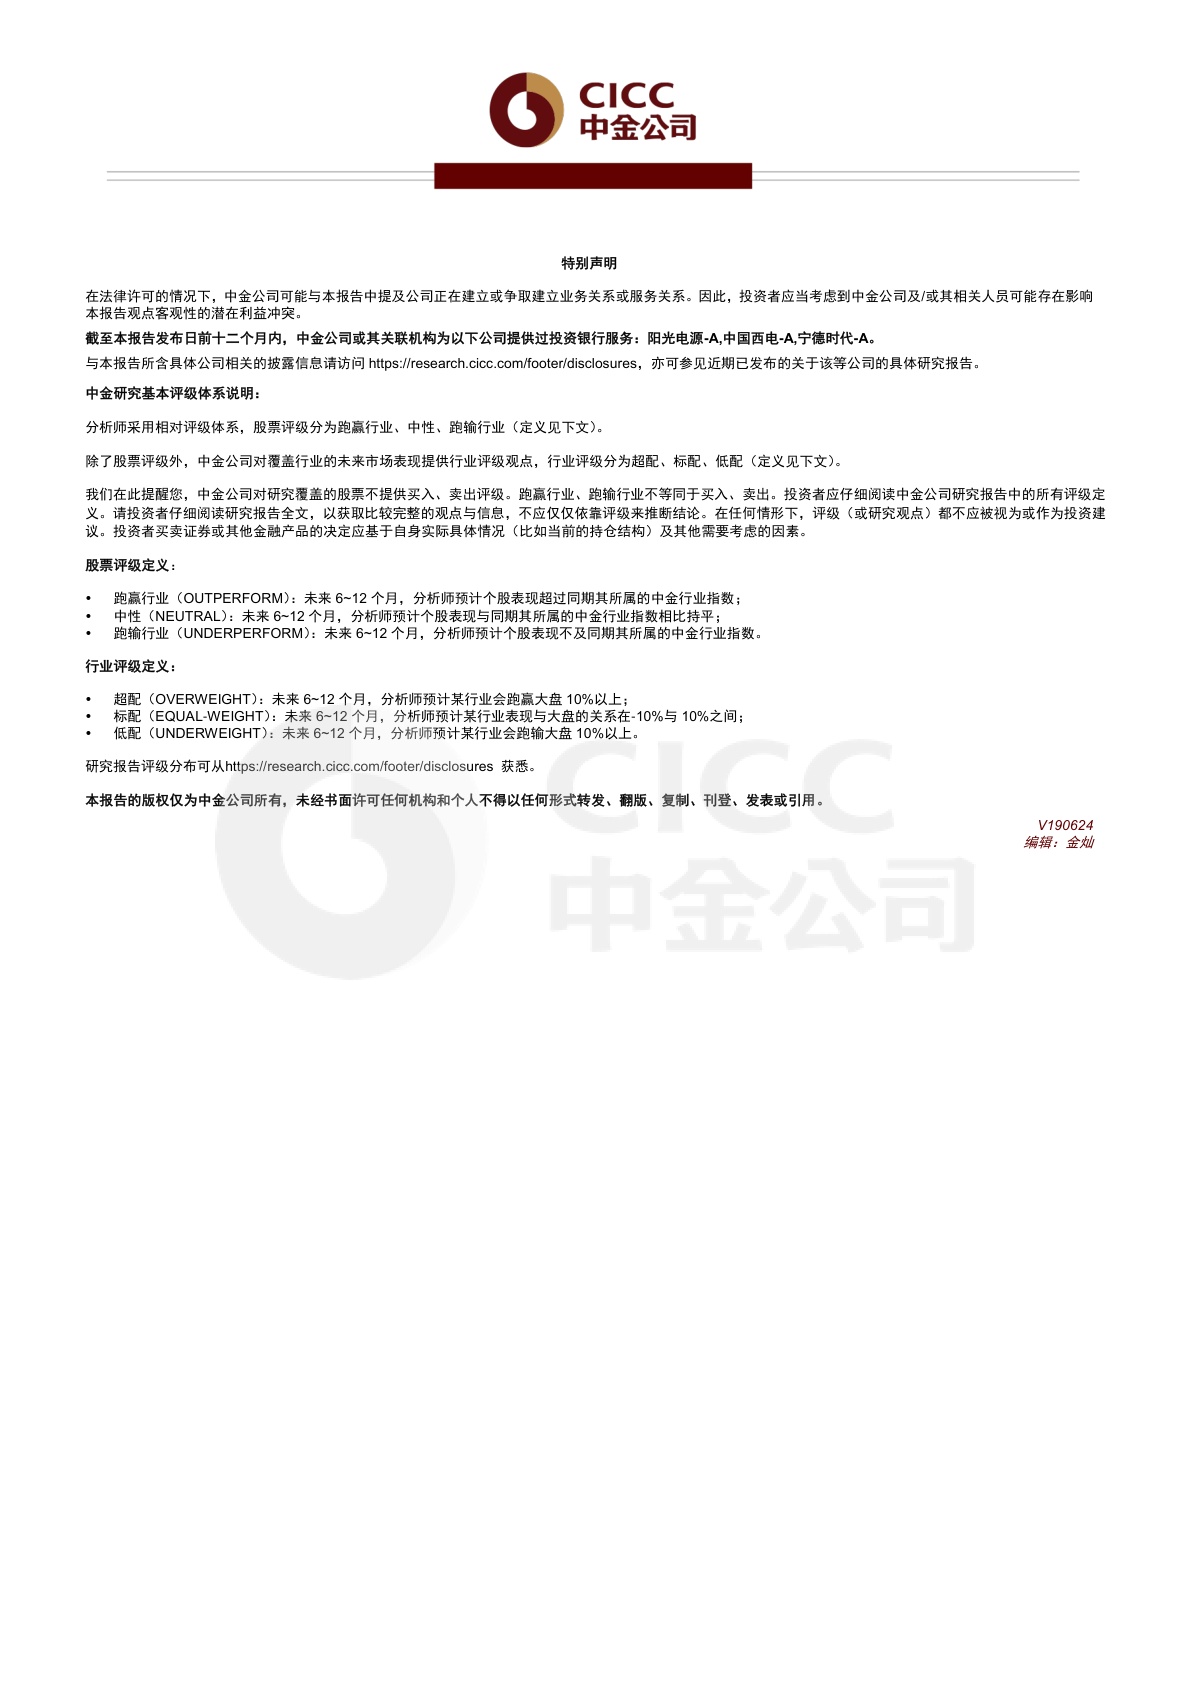 CICC
中金公司
特别声明
在法律许可的情况下，中金公司可能与本报告中提及公司正在建立或争取建立业务关系或服务关系。因此，投资者应当考虑到中金公司及/或其相关人员可能存在影响
本报告观点客观性的潜在利益冲突。
截至本报告发布日前十二个月内，中金公司或其关联机构为以下公司提供过投资银行服务：阳光电源-A,中国西电-A,宁德时代-A。
与本报告所含具体公司相关的披露信息请访问 https://research.cicc.com/footer/disclosures，亦可参见近期已发布的关于该等公司的具体研究报告。
中金研究基本评级体系说明：
分析师采用相对评级体系，股票评级分为跑赢行业、中性、跑输行业（定义见下文）。
除了股票评级外，中金公司对覆盖行业的未来市场表现提供行业评级观点，行业评级分为超配、标配、低配（定义见下文）。
我们在此提醒您，中金公司对研究覆盖的股票不提供买入、卖出评级。跑赢行业、跑输行业不等同于买入、卖出。投资者应仔细阅读中金公司研究报告中的所有评级定
义。请投资者仔细阅读研究报告全文，以获取比较完整的观点与信息，不应仅仅依靠评级来推断结论。在任何情形下，评级（或研究观点）都不应被视为或作为投资建
议。投资者买卖证券或其他金融产品的决定应基于自身实际具体情况（比如当前的持仓结构）及其他需要考虑的因素。
股票评级定义：
• 跑赢行业（OUTPERFORM）：未来 6~12 个月，分析师预计个股表现超过同期其所属的中金行业指数；
• 中性（NEUTRAL）：未来 6~12 个月，分析师预计个股表现与同期其所属的中金行业指数相比持平；
• 跑输行业（UNDERPERFORM）：未来 6~12 个月，分析师预计个股表现不及同期其所属的中金行业指数。
行业评级定义：
• 超配（OVERWEIGHT）：未来 6~12 个月，分析师预计某行业会跑赢大盘 10%以上；
• 标配（EQUAL-WEIGHT）：未来 6~12 个月，分析师预计某行业表现与大盘的关系在-10%与 10%之间；
• 低配（UNDERWEIGHT）：未来 6~12 个月，分析师预计某行业会跑输大盘 10%以上。
研究报告评级分布可从https://research.cicc.com/footer/disclosures 获悉。
本报告的版权仅为中金公司所有，未经书面许可任何机构和个人不得以任何形式转发、翻版、复制、刊登、发表或引用。
V190624
编辑：金灿
CICC
中金公司